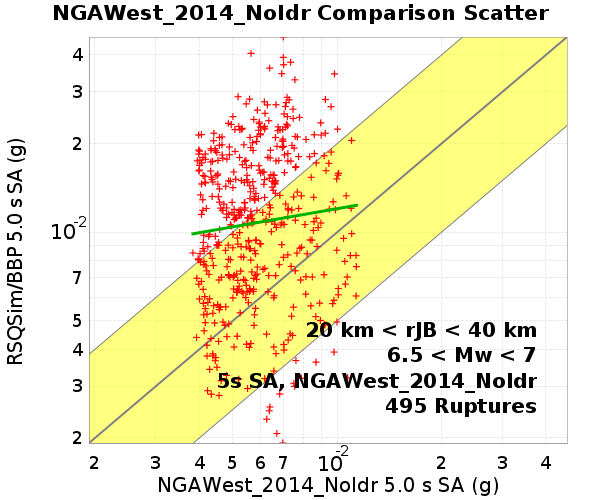 NGAWest_2014_NoIdr Comparison Scatter
RSQSim/BBP 5.0 s SA (g)
4
3
2
10⁻²
7
5
4
3
2
20 km < rJB < 40 km
6.5 < Mw < 7
5s SA, NGAWest_2014_NoIdr
495 Ruptures
2 3 4 5 6 7 10⁻² 2 3 4
NGAWest_2014_NoIdr 5.0 s SA (g)